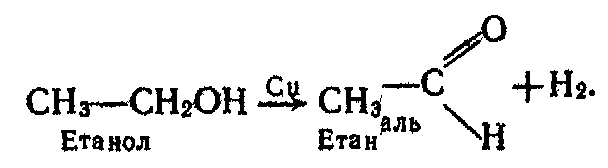 O
CH₃—CH₂OH Cu→ CH₃—C +H₂.
Етанол Етаналь H